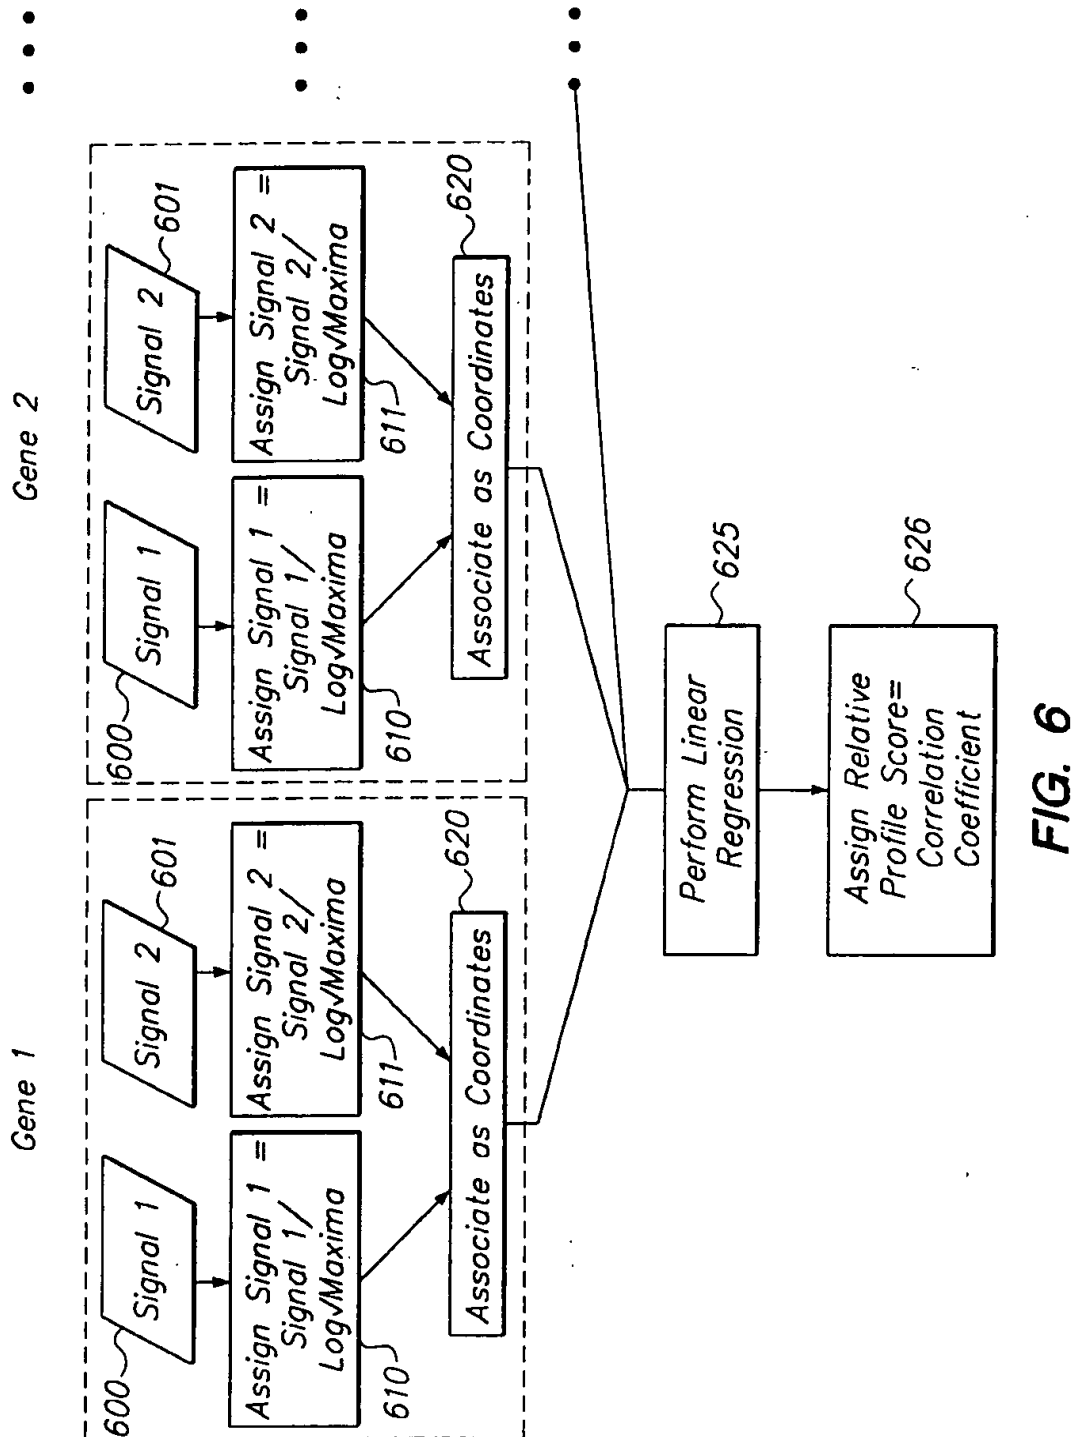 Gene 1
600
Signal 1
Signal 2
601
Assign Signal 1 =
Signal 1/
Log√Maxima
610
Assign Signal 2 =
Signal 2/
Log√Maxima
611
Associate as Coordinates
620
Gene 2
600
Signal 1
Signal 2
601
Assign Signal 1 =
Signal 1/
Log√Maxima
610
Assign Signal 2 =
Signal 2/
Log√Maxima
611
Associate as Coordinates
620
Perform Linear
Regression
625
Assign Relative
Profile Score=
Correlation
Coefficient
626
FIG. 6